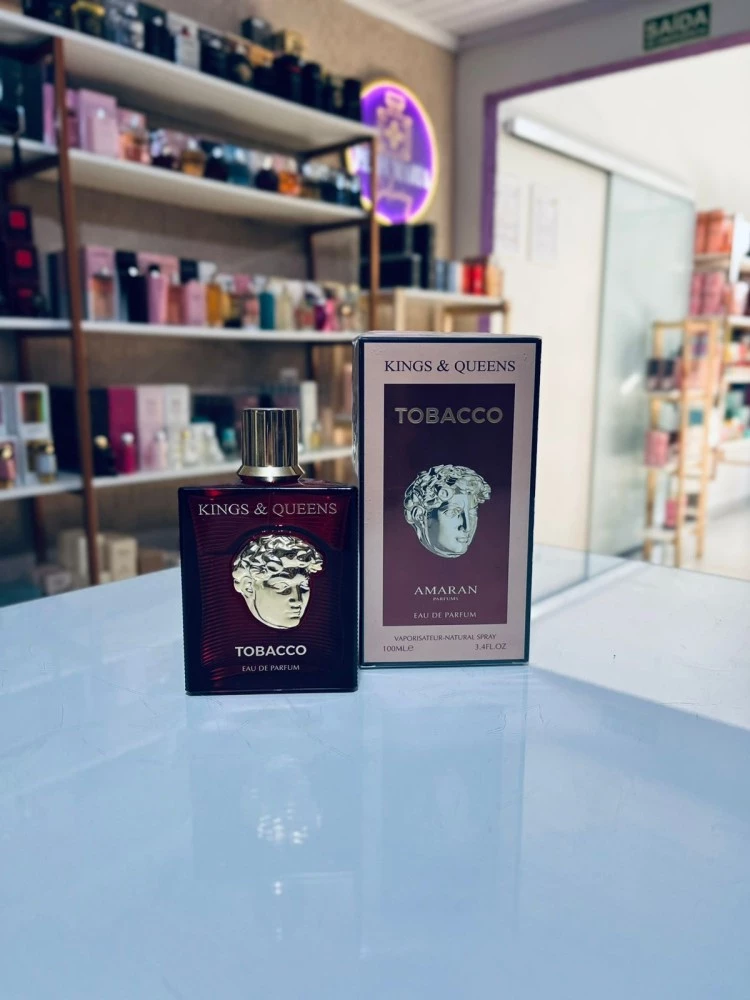 SAÍDA
KINGS & QUEENS
TOBACCO
EAU DE PARFUM
KINGS & QUEENS
TOBACCO
AMARAN
PARFUMS
EAU DE PARFUM
VAPORISATEUR-NATURAL SPRAY
100ML.e 3.4FL.OZ